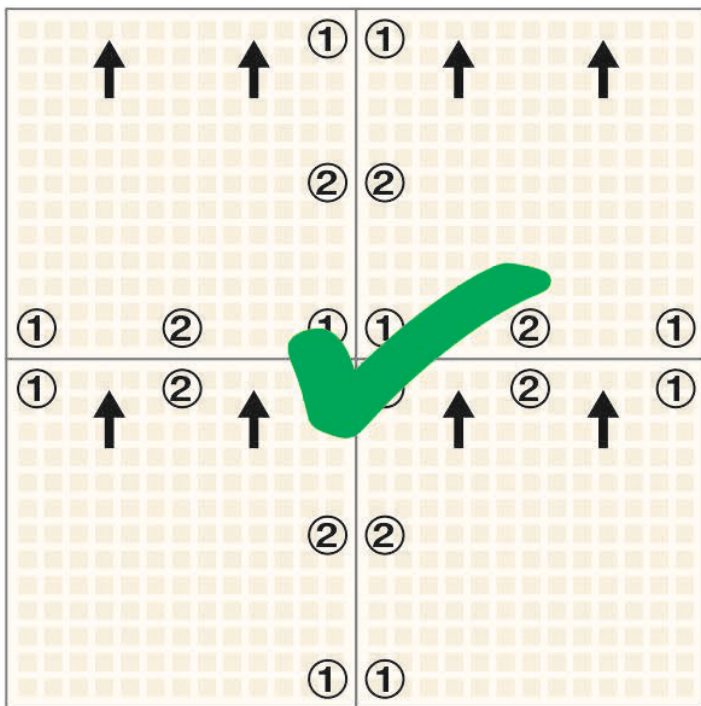 ① ①
② ②
① ② ① ① ② ①
① ② ② ①
② ②
① ①